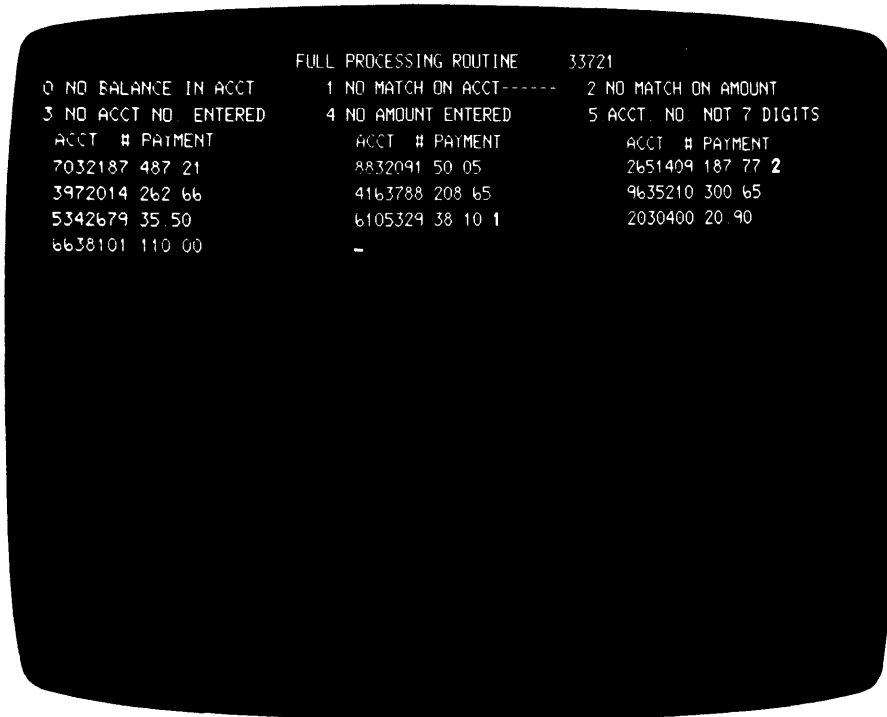 FULL PROCESSING ROUTINE 33721
0 NO BALANCE IN ACCT 1 NO MATCH ON ACCT------ 2 NO MATCH ON AMOUNT
3 NO ACCT NO. ENTERED 4 NO AMOUNT ENTERED 5 ACCT. NO. NOT 7 DIGITS
ACCT # PAYMENT ACCT # PAYMENT ACCT # PAYMENT
7032187 487 21 8832091 50 05 2651409 187 77 2
3972014 262 66 4163788 208 65 9635210 300 65
5342679 35.50 6105329 38 10 1 2030400 20.90
6638101 110.00 _